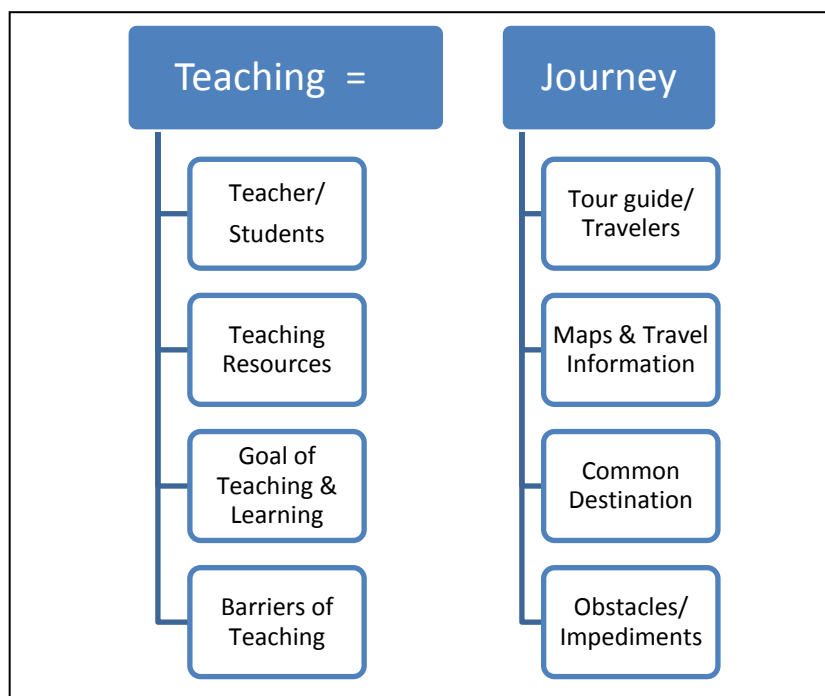 Teaching =
Teacher/
Students
Teaching
Resources
Goal of
Teaching &
Learning
Barriers of
Teaching
Journey
Tour guide/
Travelers
Maps & Travel
Information
Common
Destination
Obstacles/
Impediments